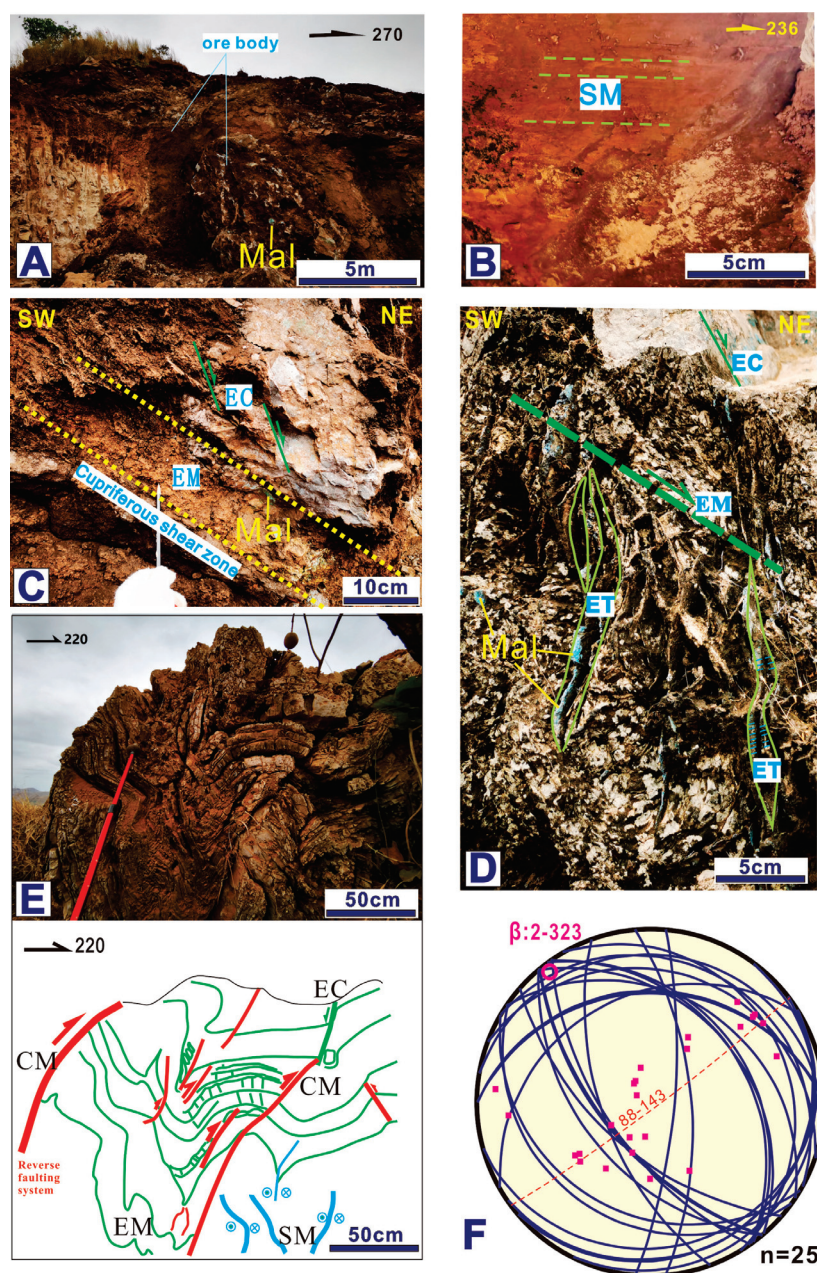 ore body
270
Mal
A
5m
236
SM
B
5cm
SW
NE
EC
EM
Mal
Cupriferous shear zone
C
10cm
SW
NE
EC
EM
ET
Mal
ET
D
5cm
220
E
50cm
220
EC
CM
CM
Reverse
faulting
system
EM
SM
50cm
β:2-323
88-143
F
n=25